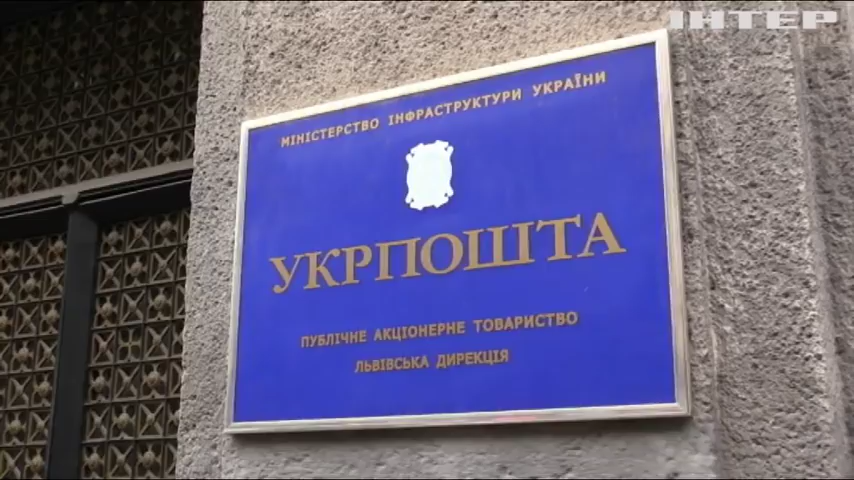 ІНТЕР
МІНІСТЕРСТВО ІНФРАСТРУКТУРИ УКРАЇНИ
УКРПОШТА
ПУБЛІЧНЕ АКЦІОНЕРНЕ ТОВАРИСТВО
ЛЬВІВСЬКА ДИРЕКЦІЯ